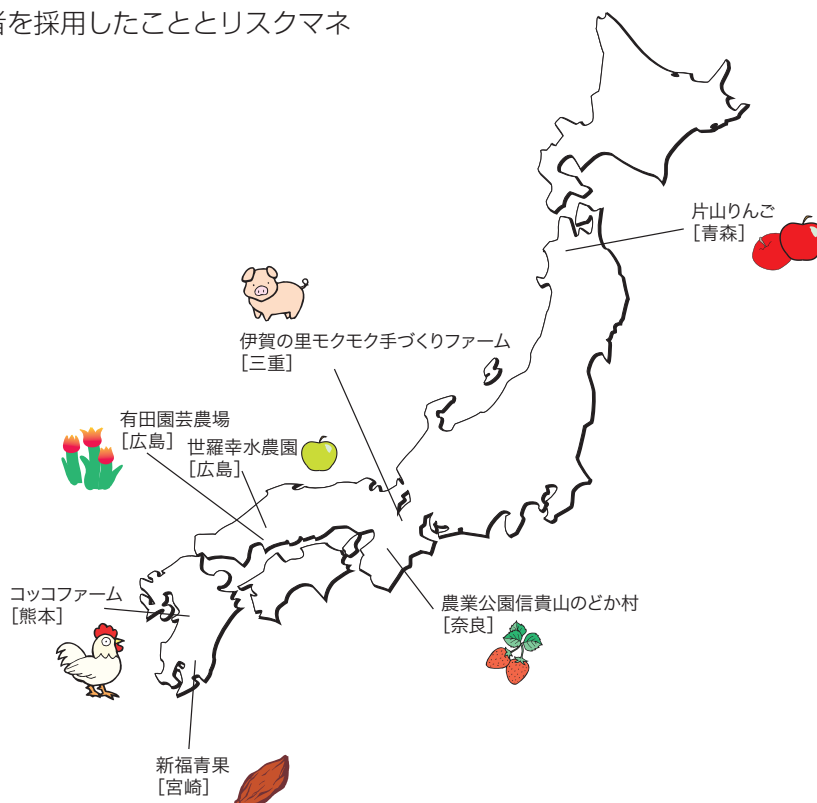 者を採用したこととリスクマネ
片山りんご
[青森]
伊賀の里モクモク手づくりファーム
[三重]
有田園芸農場
[広島]
世羅幸水農園
[広島]
コッコファーム
[熊本]
農業公園信貴山のどか村
[奈良]
新福青果
[宮崎]